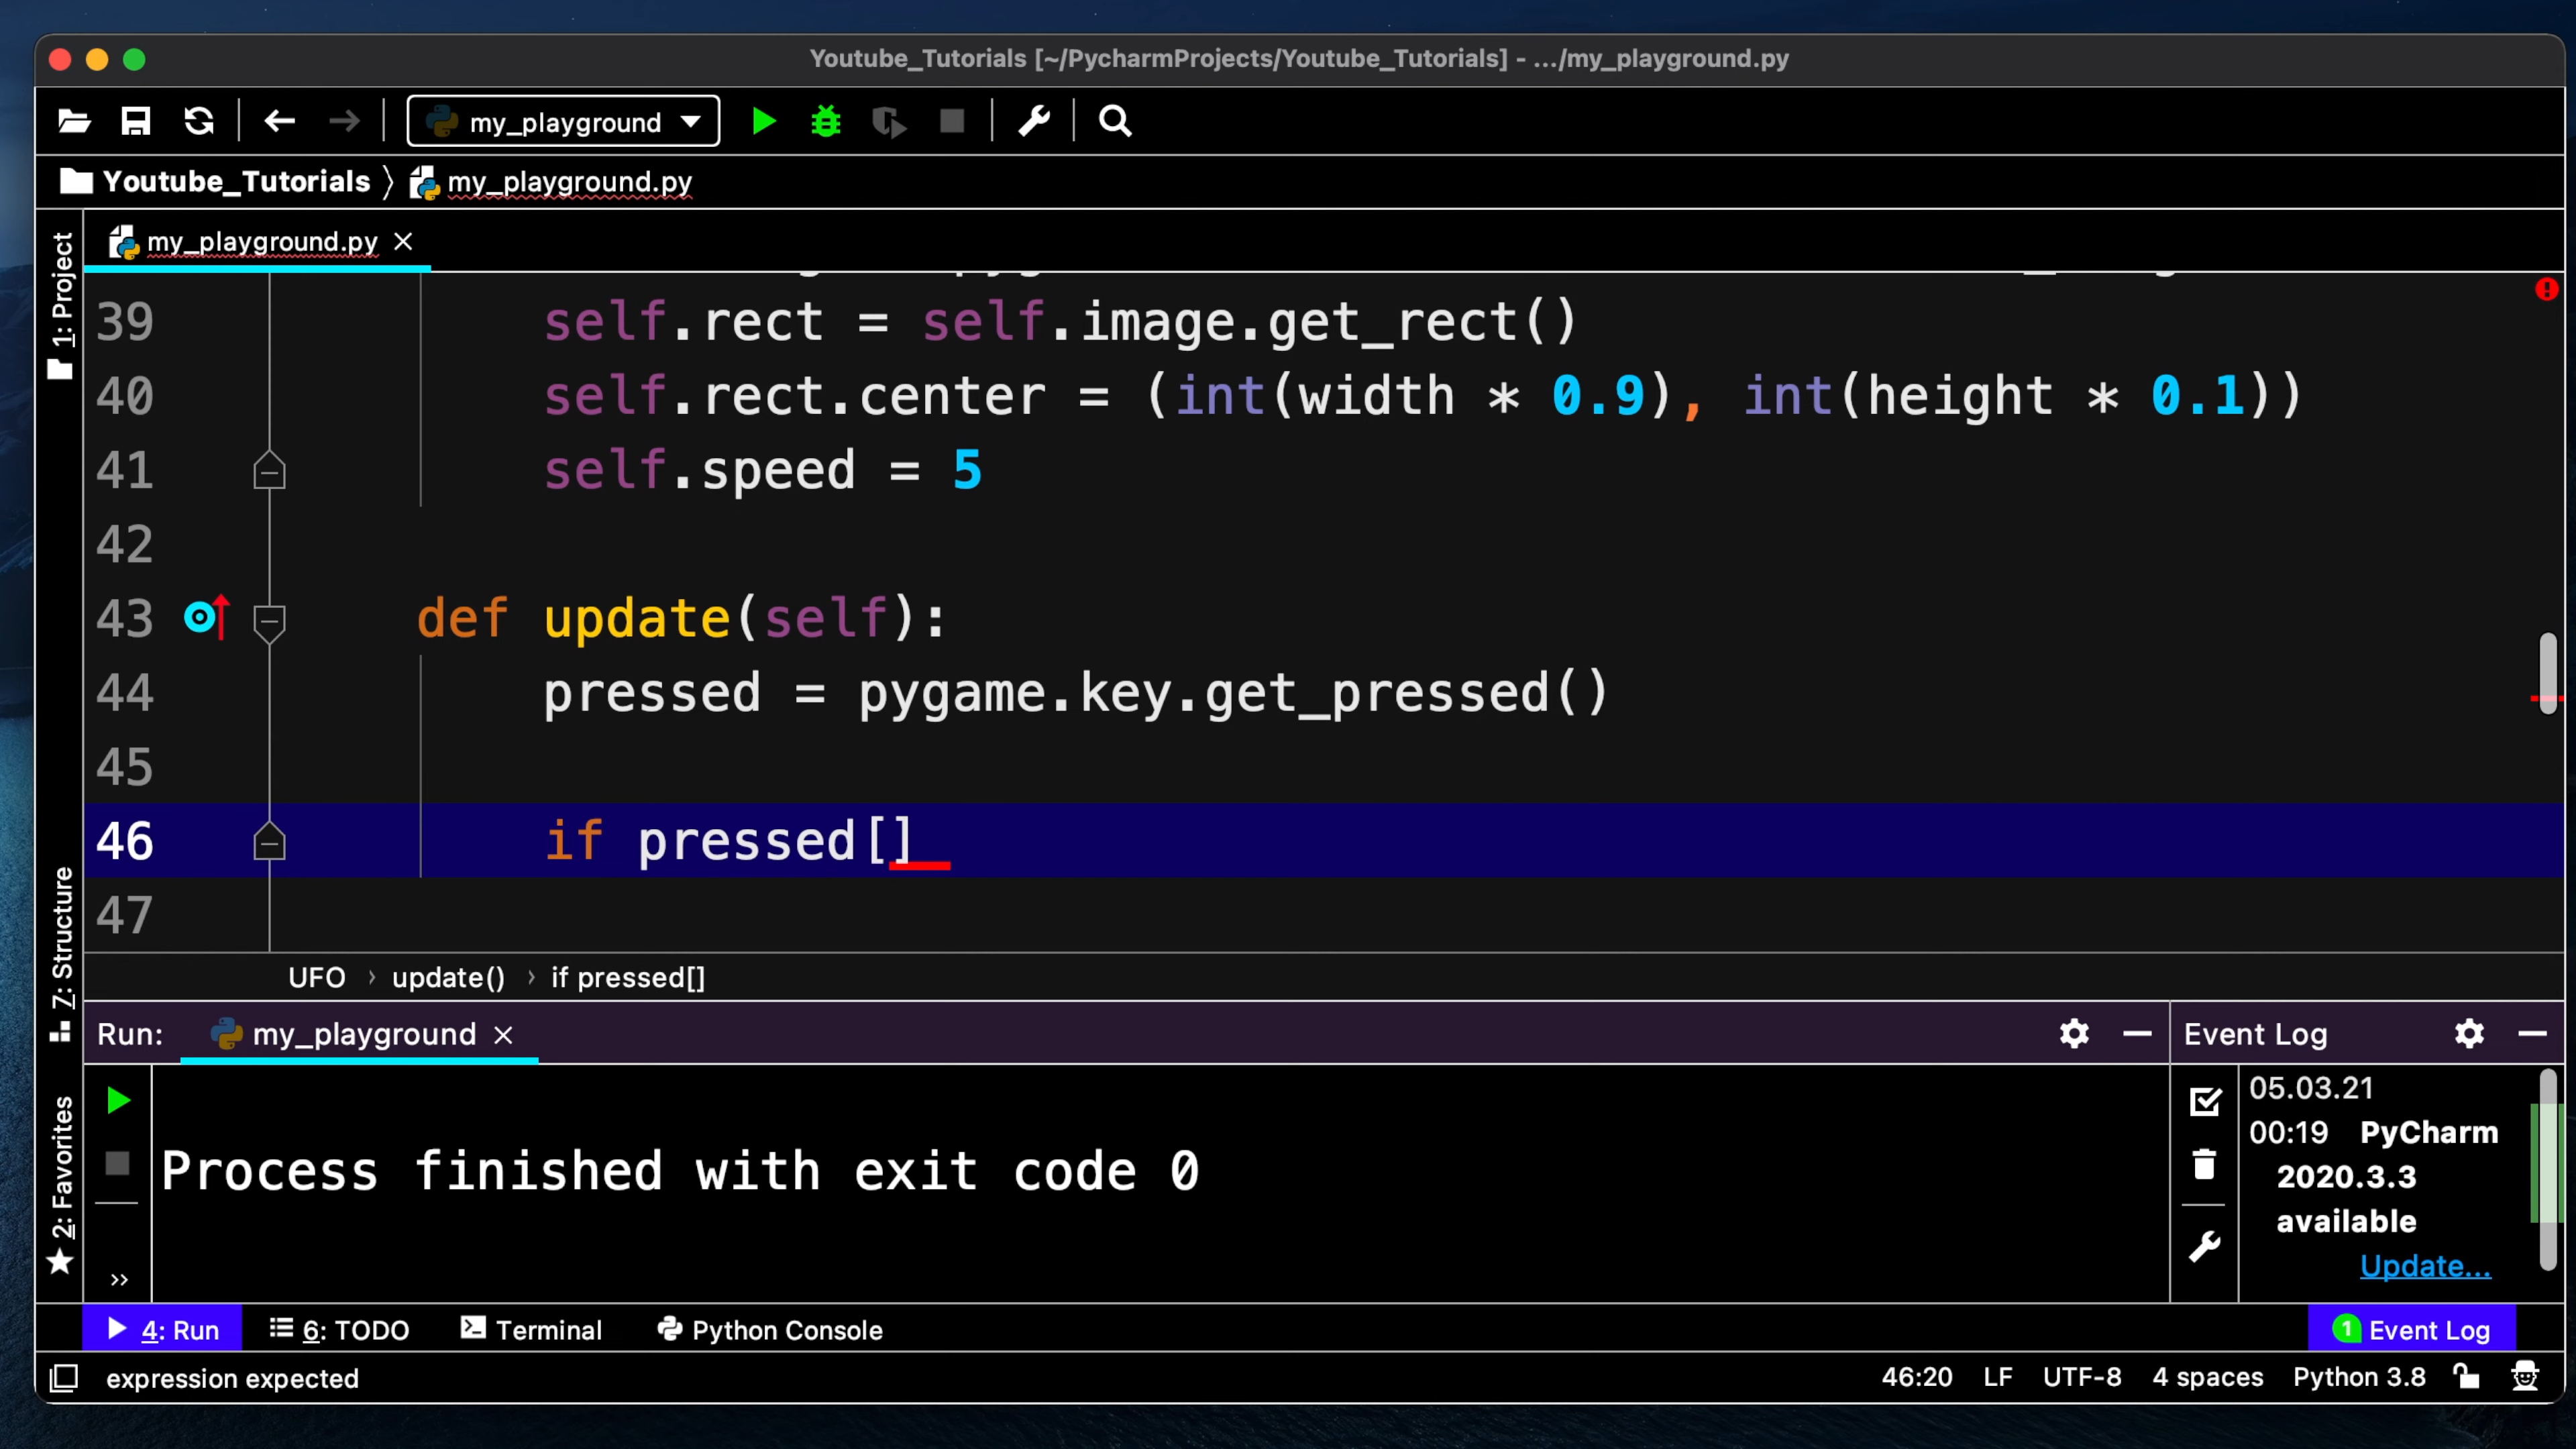 Youtube_Tutorials [~/PycharmProjects/Youtube_Tutorials] - .../my_playground.py
my_playground
Youtube_Tutorials my_playground.py
my_playground.py
1: Project
39 self.rect = self.image.get_rect()
40 self.rect.center = (int(width * 0.9), int(height * 0.1))
41 self.speed = 5
42
43 def update(self):
44 pressed = pygame.key.get_pressed()
45
46 if pressed[]
47
7: Structure
UFO › update() › if pressed[]
Run: my_playground
Event Log
2: Favorites
Process finished with exit code 0
05.03.21
00:19 PyCharm
2020.3.3
available
Update...
4: Run 6: TODO Terminal Python Console
1 Event Log
expression expected 46:20 LF UTF-8 4 spaces Python 3.8